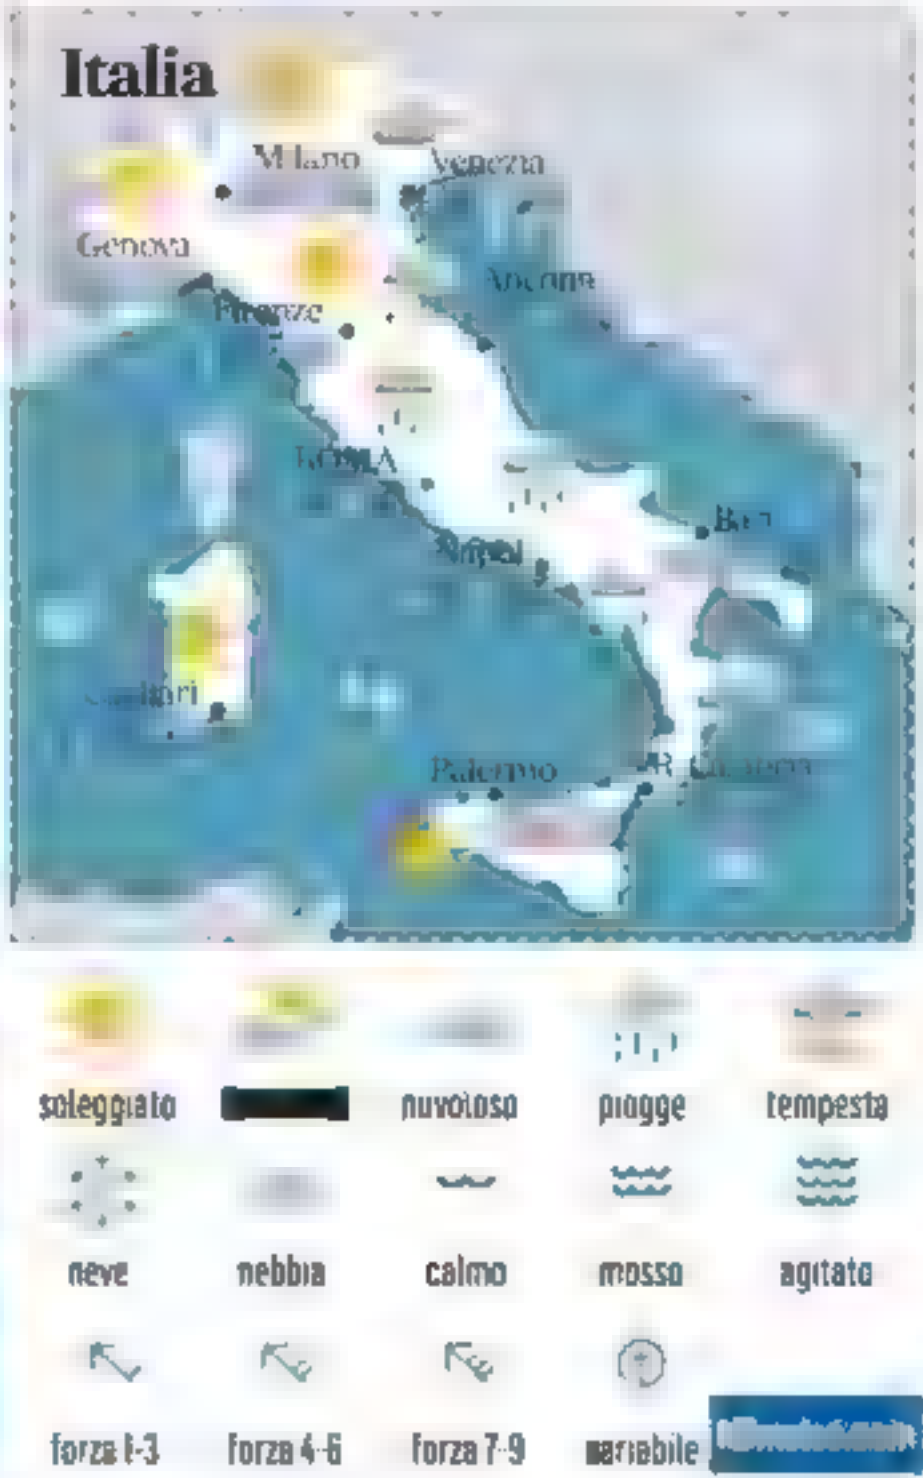 Italia
Milano
Venezia
Genova
Ancona
Firenze
ROMA
Bari
Napoli
Cagliari
Palermo
R. Calabria
soleggiato
nuvoloso
piogge
tempesta
neve
nebbia
calmo
mosso
agitato
forza 1-3
forza 4-6
forza 7-9
variabile